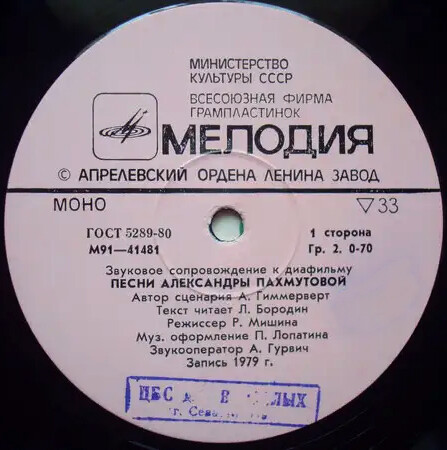 МИНИСТЕРСТВО
КУЛЬТУРЫ СССР
ВСЕСОЮЗНАЯ ФИРМА
ГРАМПЛАСТИНОК
МЕЛОДИЯ
© АПРЕЛЕВСКИЙ ОРДЕНА ЛЕНИНА ЗАВОД
МОНО ▽33
ГОСТ 5289-80 1 сторона
М91—41481 Гр. 2. 0-70
Звуковое сопровождение к диафильму
ПЕСНИ АЛЕКСАНДРЫ ПАХМУТОВОЙ
Автор сценария А. Гиммерверт
Текст читает Л. Бородин
Режиссер Р. Мишина
Муз. оформление П. Лопатина
Звукооператор А. Гурвич
Запись 1979 г.
ЦБС
г.